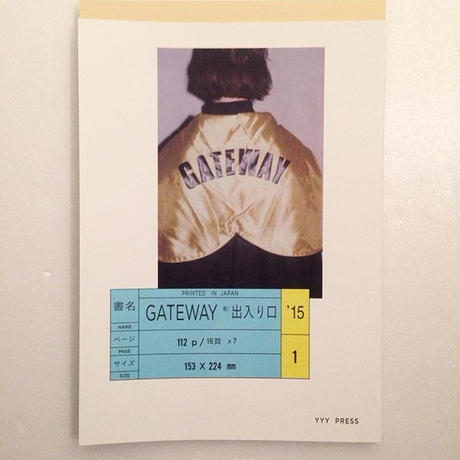 GATEWAY
PRINTED IN JAPAN
書名
NAME
GATEWAY
出入り口
'15
ページ
PAGE
112 p / 16頁 x7
1
サイズ
SIZE
153 X 224 mm
YYY PRESS